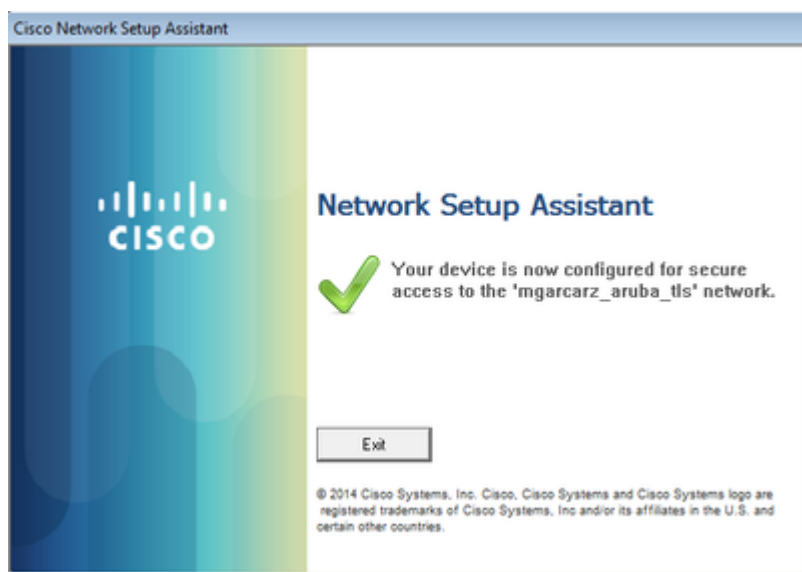 Cisco Network Setup Assistant
CISCO
Network Setup Assistant
Your device is now configured for secure
access to the 'mgarcarz_aruba_tls' network.
Exit
© 2014 Cisco Systems, Inc. Cisco, Cisco Systems and Cisco Systems logo are
registered trademarks of Cisco Systems, Inc and/or its affiliates in the U.S. and
certain other countries.